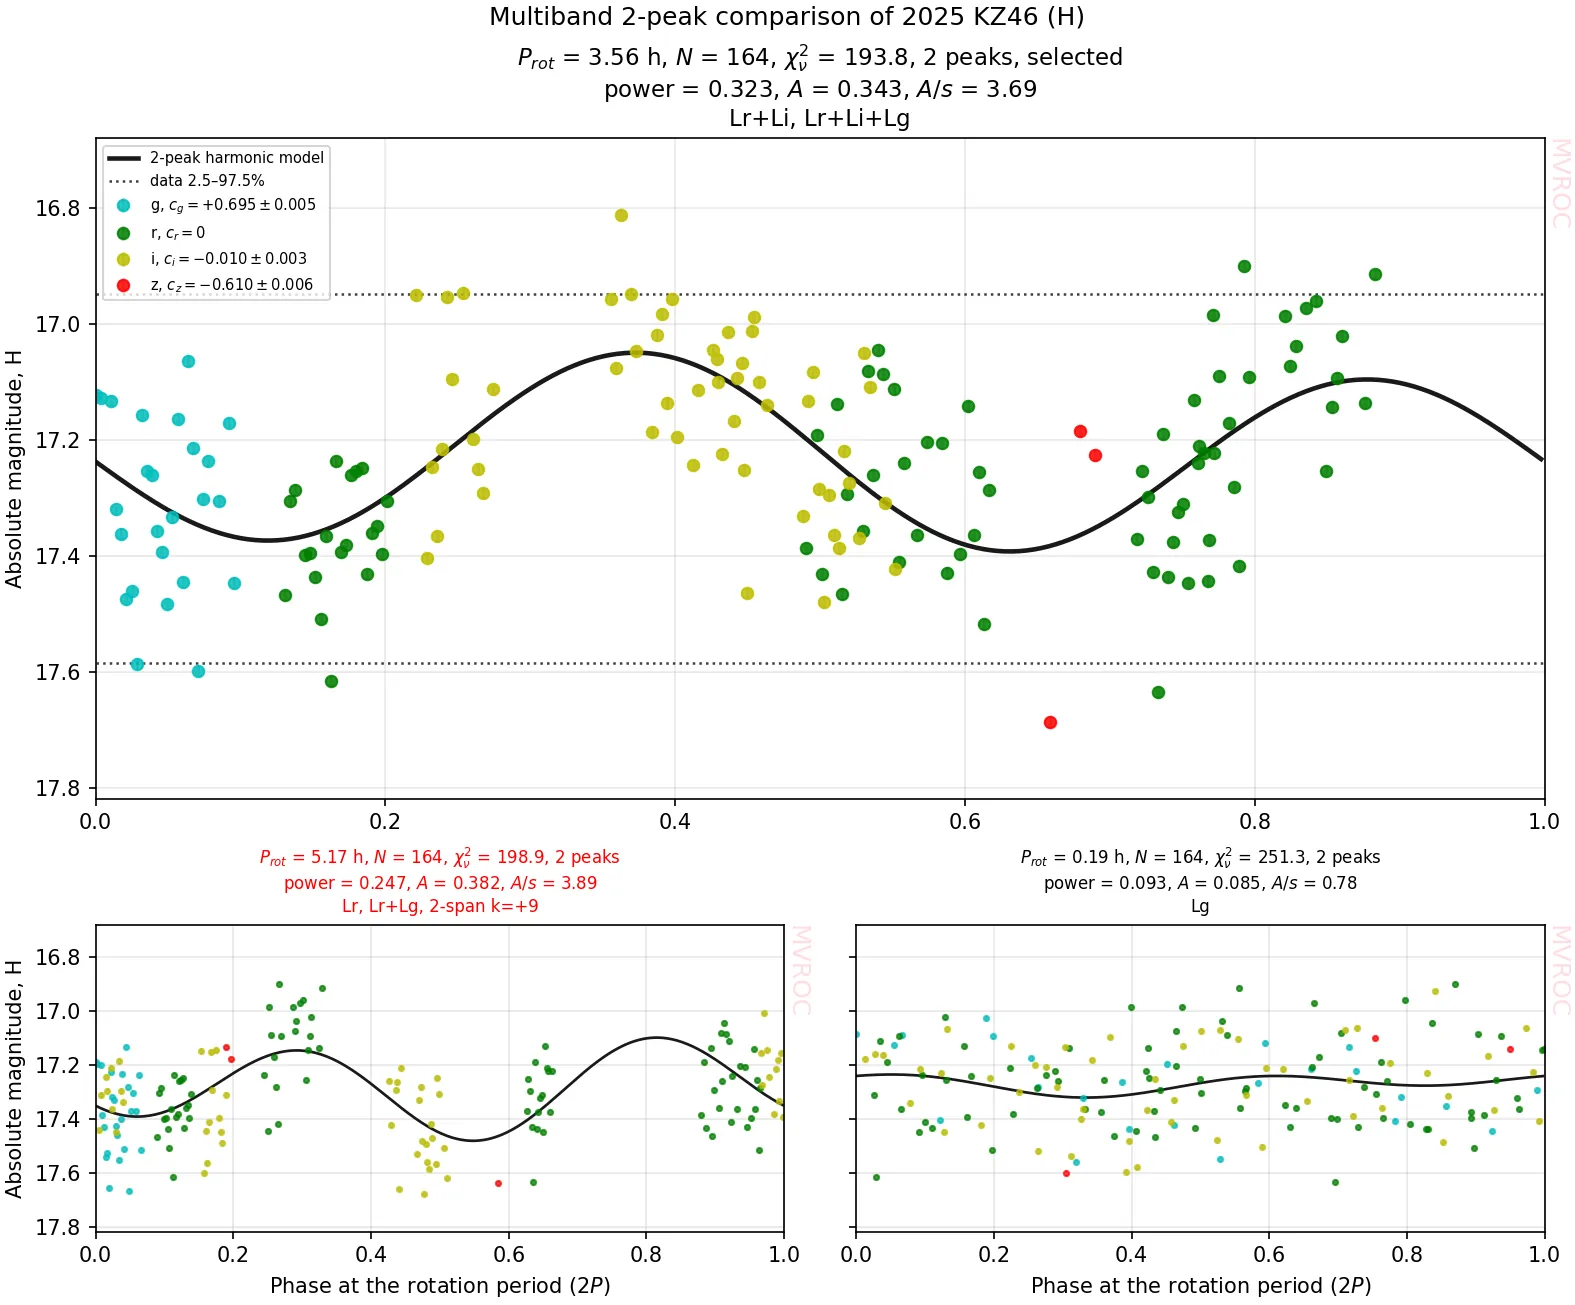 Multiband 2-peak comparison of 2025 KZ46 (H)
P_rot = 3.56 h, N = 164, χ²_ν = 193.8, 2 peaks, selected
power = 0.323, A = 0.343, A/s = 3.69
Lr+Li, Lr+Li+Lg
2-peak harmonic model
data 2.5–97.5%
g, c_g = +0.695 ± 0.005
r, c_r = 0
i, c_i = −0.010 ± 0.003
z, c_z = −0.610 ± 0.006
MVROC
Absolute magnitude, H
16.8
17.0
17.2
17.4
17.6
17.8
0.0 0.2 0.4 0.6 0.8 1.0
P_rot = 5.17 h, N = 164, χ²_ν = 198.9, 2 peaks
power = 0.247, A = 0.382, A/s = 3.89
Lr, Lr+Lg, 2-span k=+9
MVROC
Absolute magnitude, H
16.8
17.0
17.2
17.4
17.6
17.8
0.0 0.2 0.4 0.6 0.8 1.0
Phase at the rotation period (2P)
P_rot = 0.19 h, N = 164, χ²_ν = 251.3, 2 peaks
power = 0.093, A = 0.085, A/s = 0.78
Lg
MVROC
0.0 0.2 0.4 0.6 0.8 1.0
Phase at the rotation period (2P)